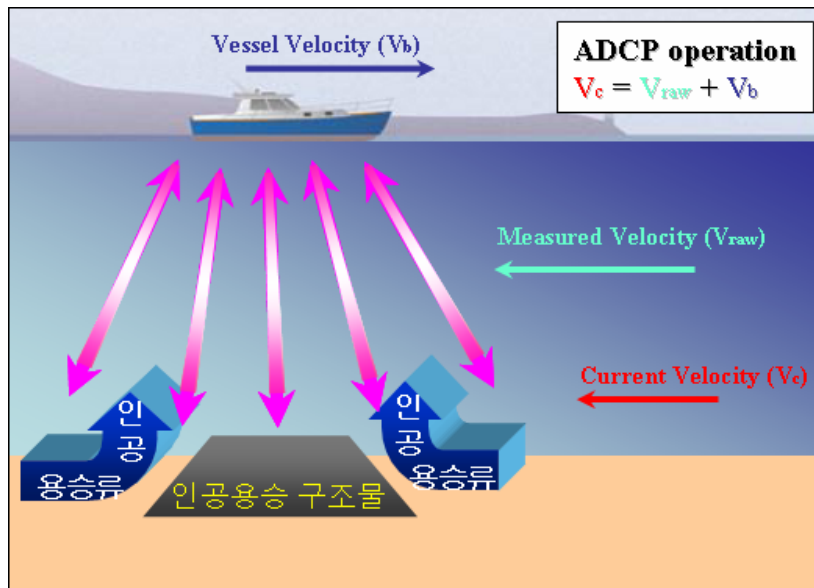 Vessel Velocity (Vb)
ADCP operation
Vc = Vraw + Vb
Measured Velocity (Vraw)
Current Velocity (Vc)
인공
용승류
인공
용승류
인공용승 구조물